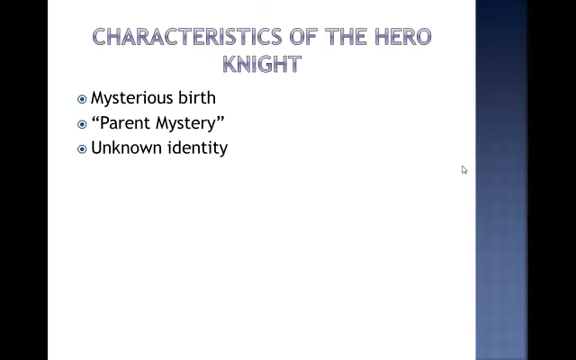 CHARACTERISTICS OF THE HERO
KNIGHT
Mysterious birth
“Parent Mystery”
Unknown identity